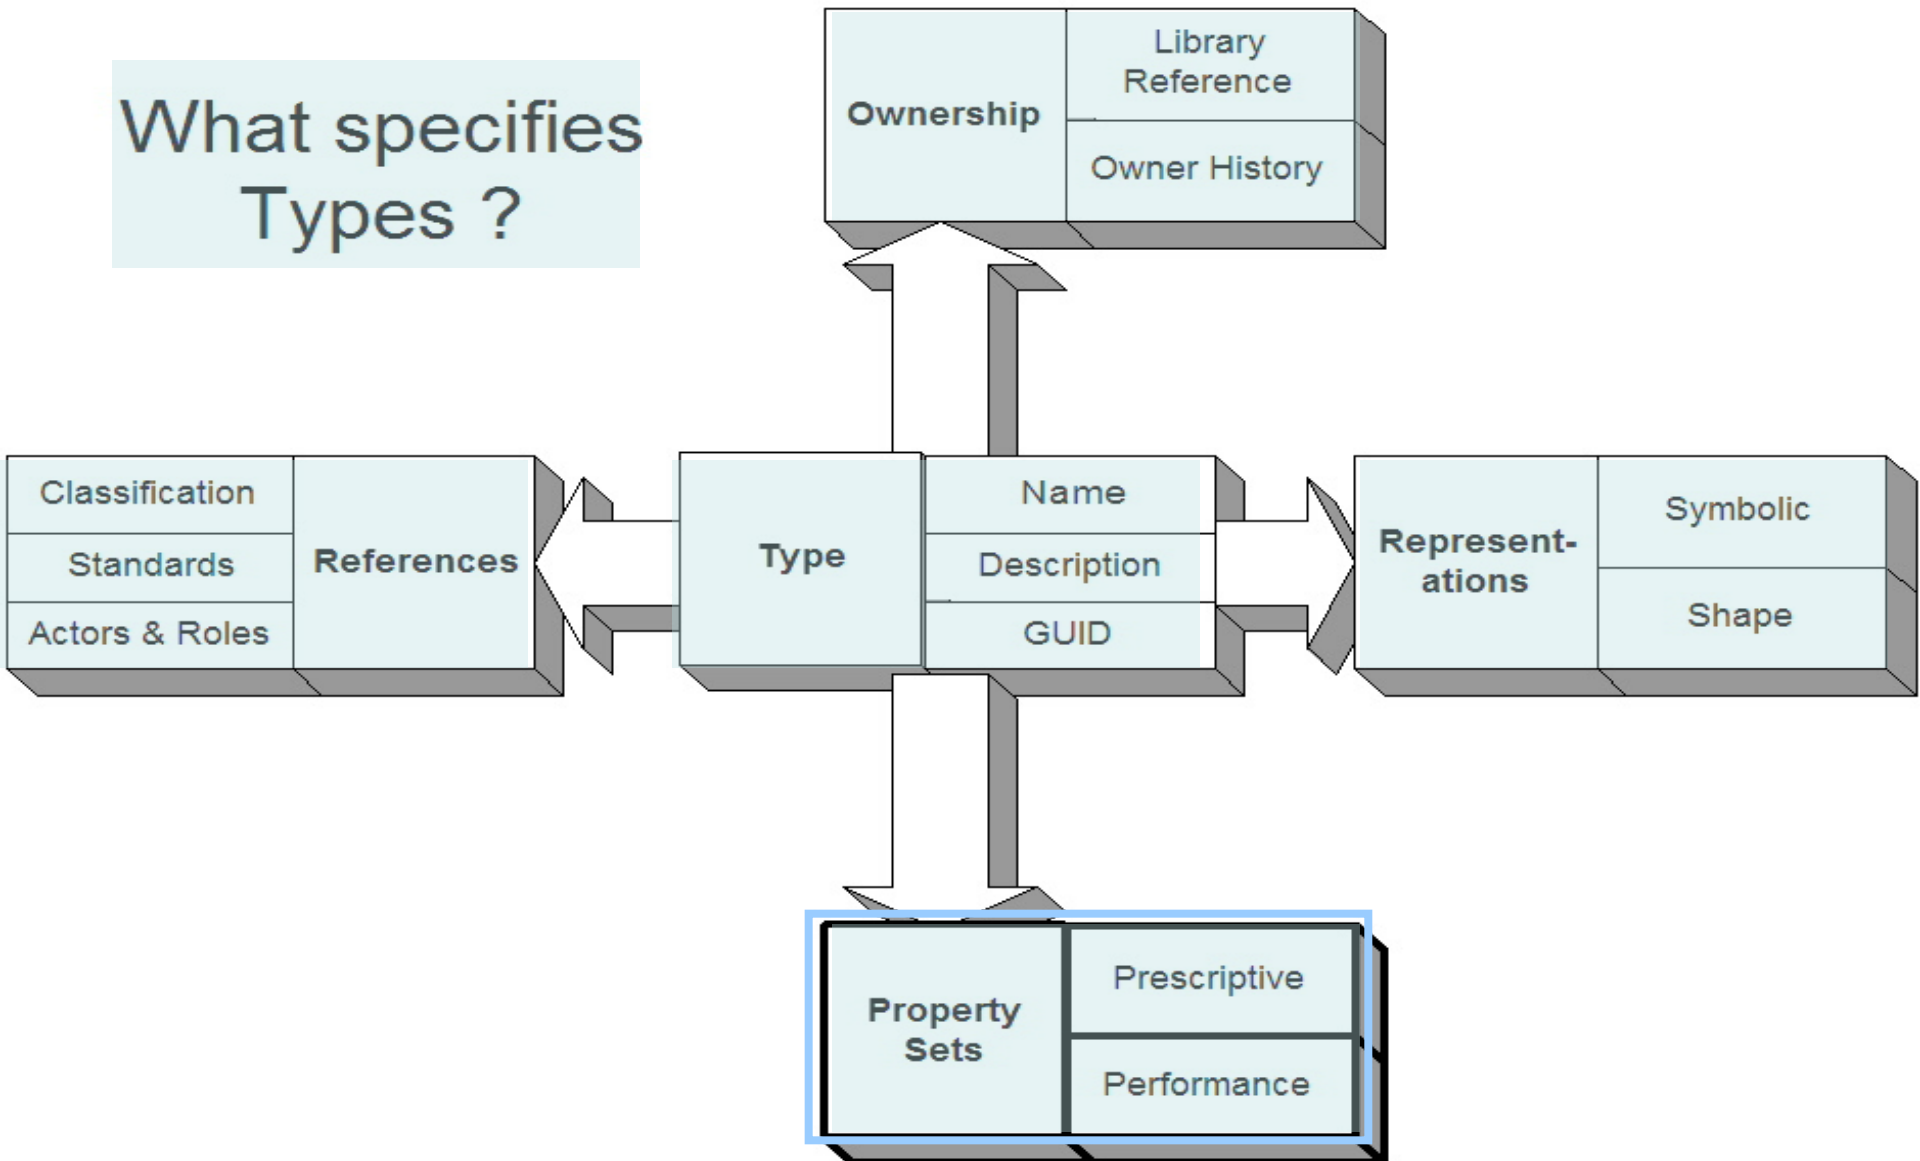 What specifies
Types ?
Ownership
Library
Reference
Owner History
Classification
Standards
Actors & Roles
References
Type
Name
Description
GUID
Represent-
ations
Symbolic
Shape
Property
Sets
Prescriptive
Performance